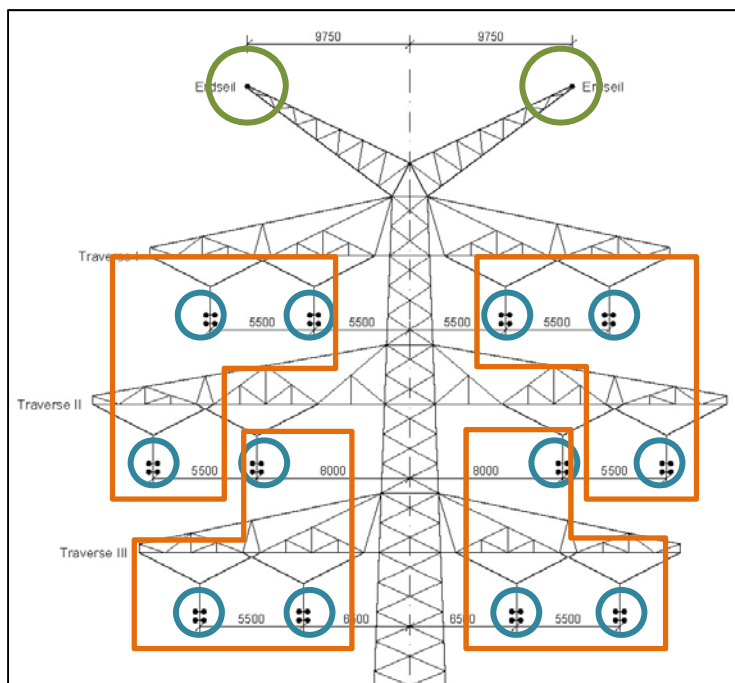 9750 9750
Erdseil Erdseil
Traverse I
5500 5500 5500 5500
Traverse II
5500 8000 8000 5500
Traverse III
5500 6500 6500 5500